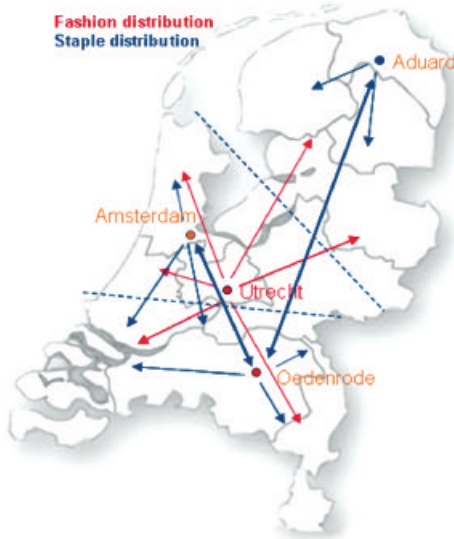 Fashion distribution
Staple distribution
Aduard
Amsterdam
Utrecht
Oedenrode